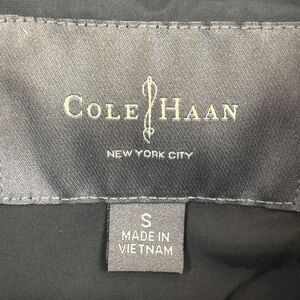 COLE HAAN
NEW YORK CITY
S
MADE IN
VIETNAM